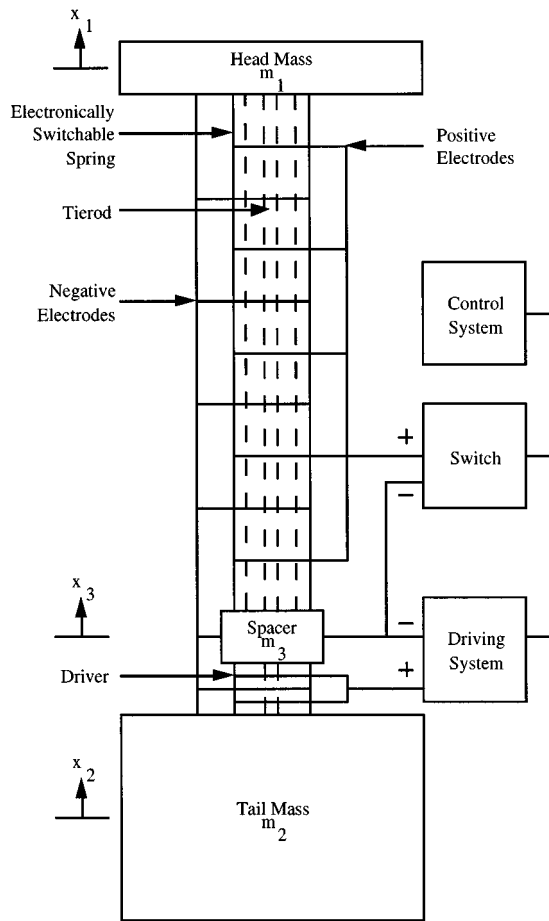 x
1
Head Mass
m
1
Electronically
Switchable
Spring
Positive
Electrodes
Tierod
Negative
Electrodes
Control
System
+
Switch
−
x
3
Spacer
m
3
−
Driving
System
+
Driver
x
2
Tail Mass
m
2